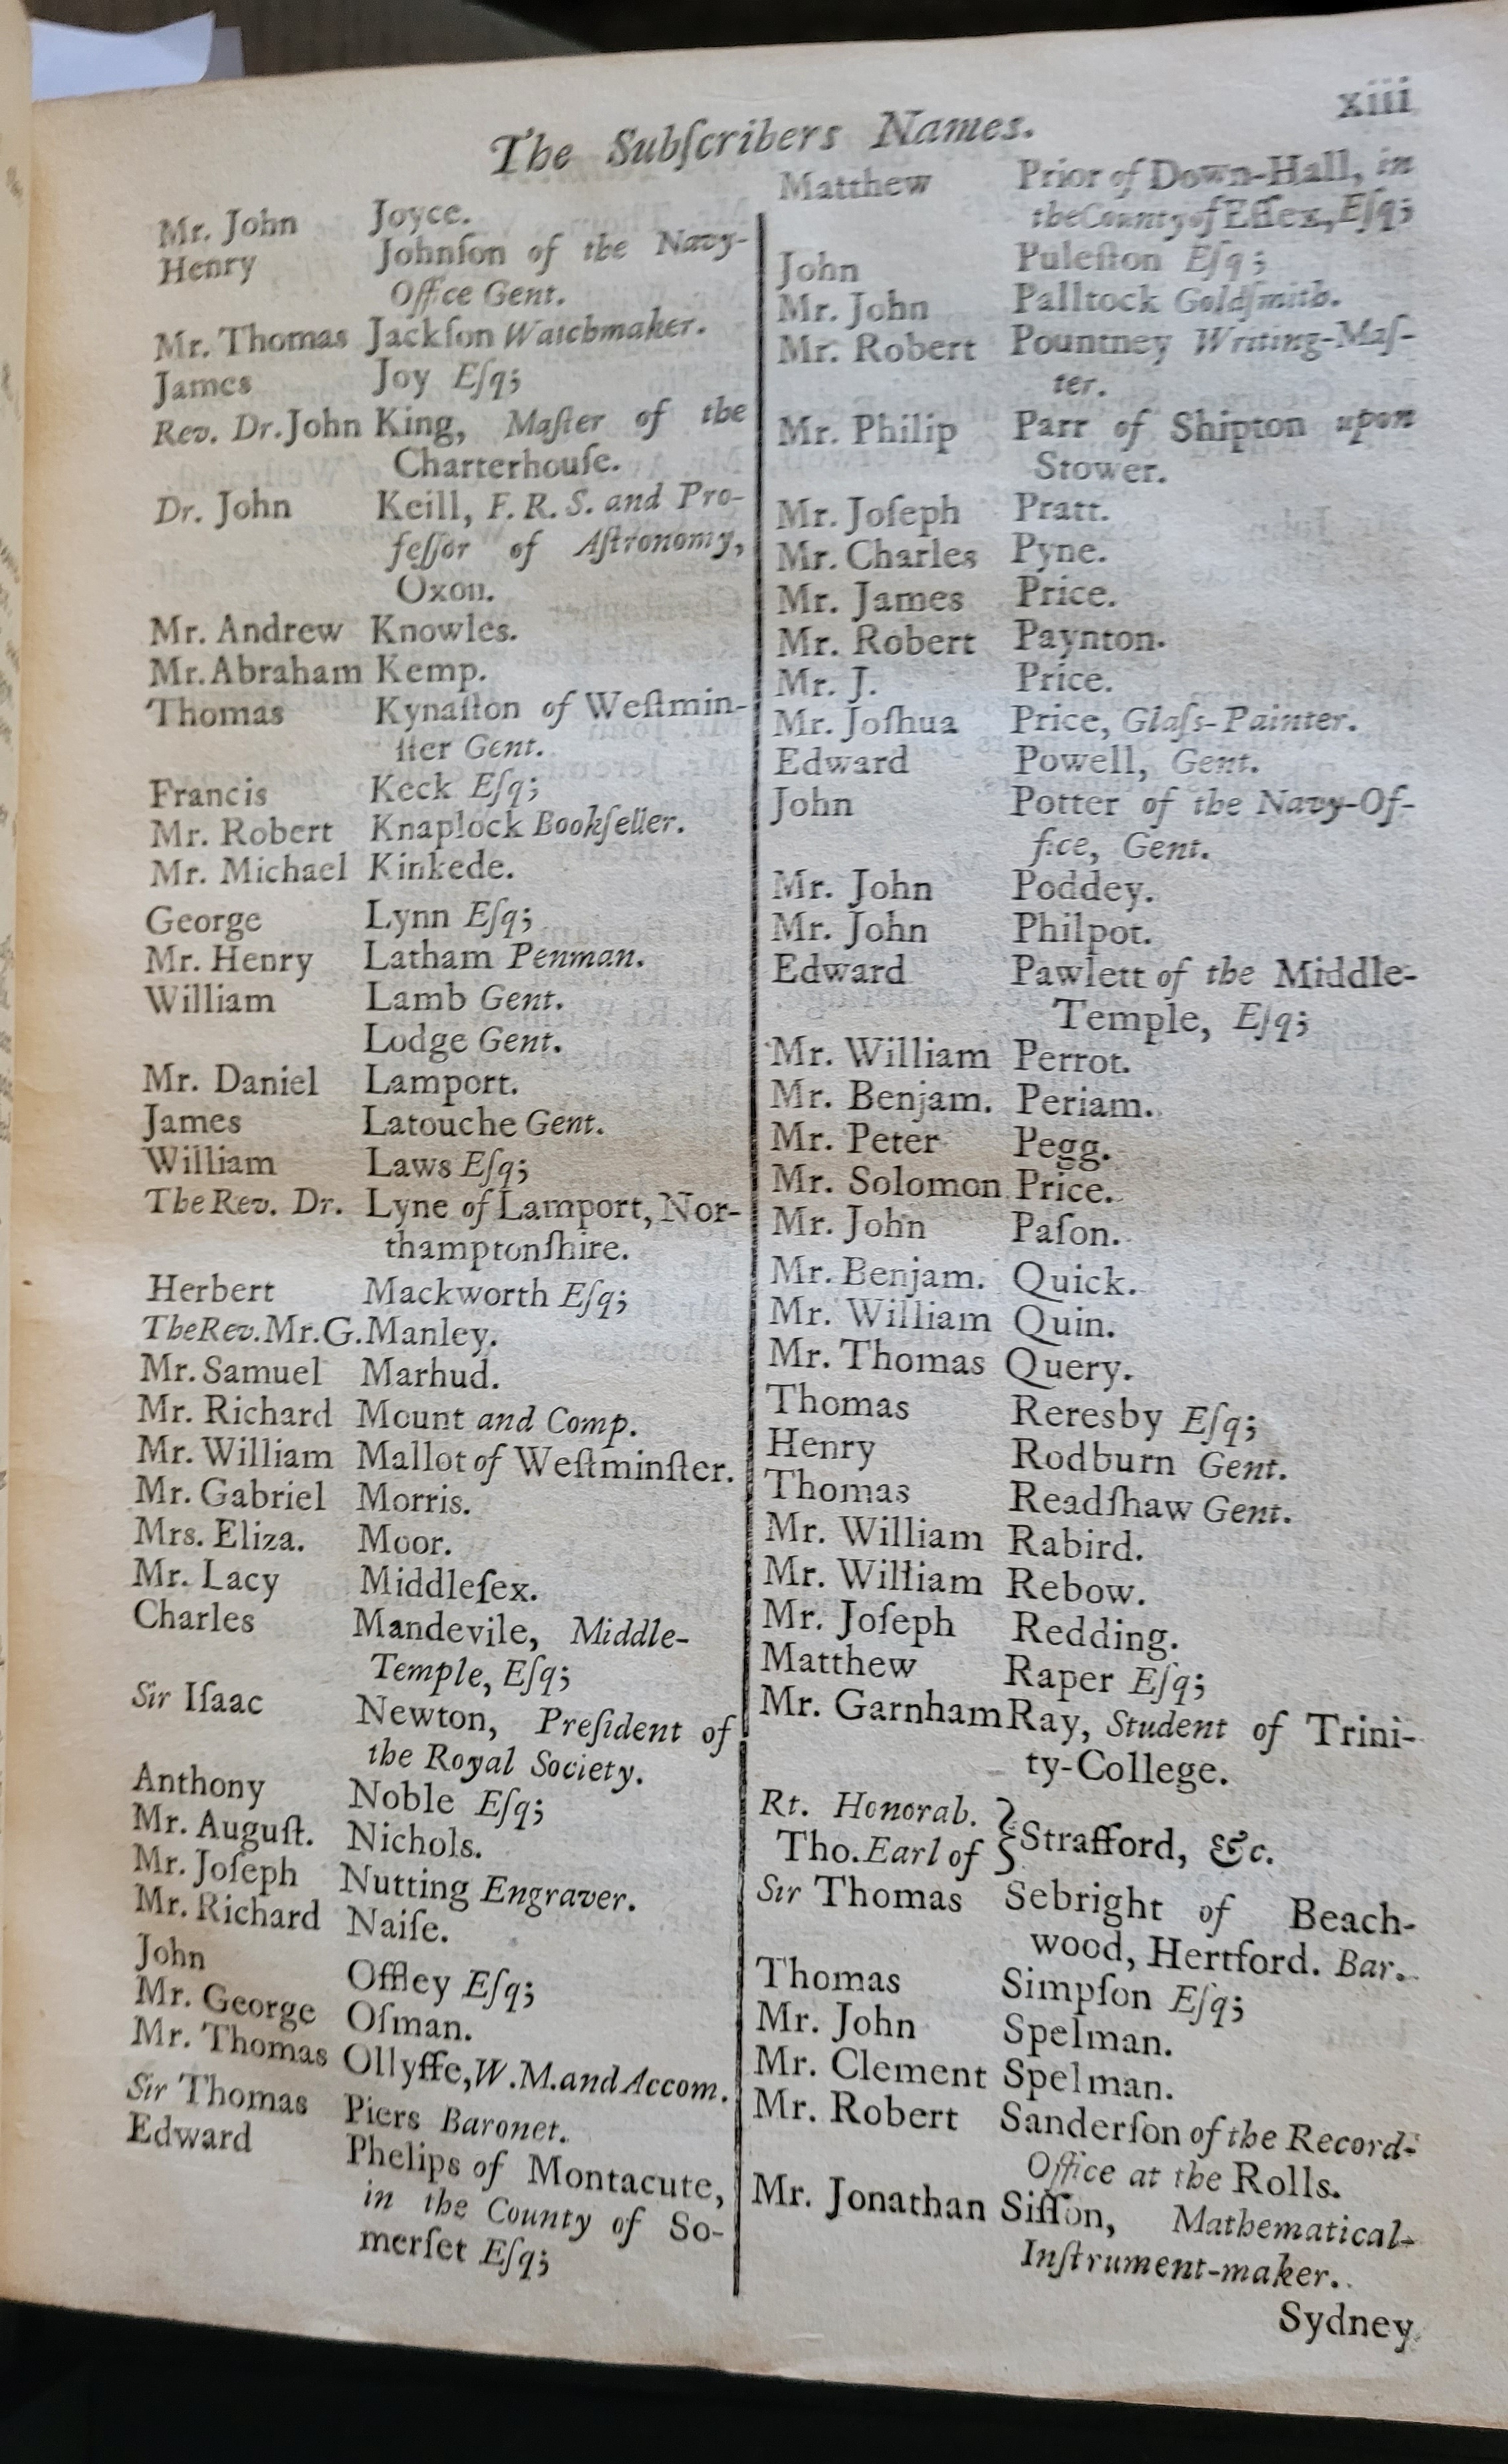 xiii
The Subſcribers Names.
Mr. John Joyce.
Henry Johnſon of the Navy-
Office Gent.
Mr. Thomas Jackſon Watchmaker.
James Joy Eſq;
Rev. Dr. John King, Maſter of the
Charterhouſe.
Dr. John Keill, F. R. S. and Pro-
feſſor of Aſtronomy,
Oxon.
Mr. Andrew Knowles.
Mr. Abraham Kemp.
Thomas Kynaſton of Weſtmin-
ſter Gent.
Francis Keck Eſq;
Mr. Robert Knaplock Bookſeller.
Mr. Michael Kinkede.
George Lynn Eſq;
Mr. Henry Latham Penman.
William Lamb Gent.
Lodge Gent.
Mr. Daniel Lamport.
James Latouche Gent.
William Laws Eſq;
The Rev. Dr. Lyne of Lamport, Nor-
thamptonſhire.
Herbert Mackworth Eſq;
The Rev. Mr. G. Manley.
Mr. Samuel Marhud.
Mr. Richard Mount and Comp.
Mr. William Mallot of Weſtminſter.
Mr. Gabriel Morris.
Mrs. Eliza. Moor.
Mr. Lacy Middleſex.
Charles Mandevile, Middle-
Temple, Eſq;
Sir Iſaac Newton, Preſident of
the Royal Society.
Anthony Noble Eſq;
Mr. Auguſt. Nichols.
Mr. Joſeph Nutting Engraver.
Mr. Richard Naiſe.
John Offley Eſq;
Mr. George Oſman.
Mr. Thomas Ollyffe, W. M. and Accom.
Sir Thomas Piers Baronet.
Edward Phelips of Montacute,
in the County of So-
merſet Eſq;
Matthew Prior of Down-Hall, in
the County of Eſſex, Eſq;
John Puleſton Eſq;
Mr. John Palltock Goldſmith.
Mr. Robert Pountney Writing-Maſ-
ter.
Mr. Philip Parr of Shipton upon
Stower.
Mr. Joſeph Pratt.
Mr. Charles Pyne.
Mr. James Price.
Mr. Robert Paynton.
Mr. J. Price.
Mr. Joſhua Price, Glaſs-Painter.
Edward Powell, Gent.
John Potter of the Navy-Of-
fice, Gent.
Mr. John Poddey.
Mr. John Philpot.
Edward Pawlett of the Middle-
Temple, Eſq;
Mr. William Perrot.
Mr. Benjam. Periam.
Mr. Peter Pegg.
Mr. Solomon Price.
Mr. John Paſon.
Mr. Benjam. Quick.
Mr. William Quin.
Mr. Thomas Query.
Thomas Reresby Eſq;
Henry Rodburn Gent.
Thomas Readſhaw Gent.
Mr. William Rabird.
Mr. William Rebow.
Mr. Joſeph Redding.
Matthew Raper Eſq;
Mr. Garnham Ray, Student of Trini-
ty-College.
Rt. Honorab. }
Tho. Earl of } Strafford, &c.
Sir Thomas Sebright of Beach-
wood, Hertford. Bar.
Thomas Simpſon Eſq;
Mr. John Spelman.
Mr. Clement Spelman.
Mr. Robert Sanderſon of the Record-
Office at the Rolls.
Mr. Jonathan Siſſon, Mathematical-
Inſtrument-maker.
Sydney